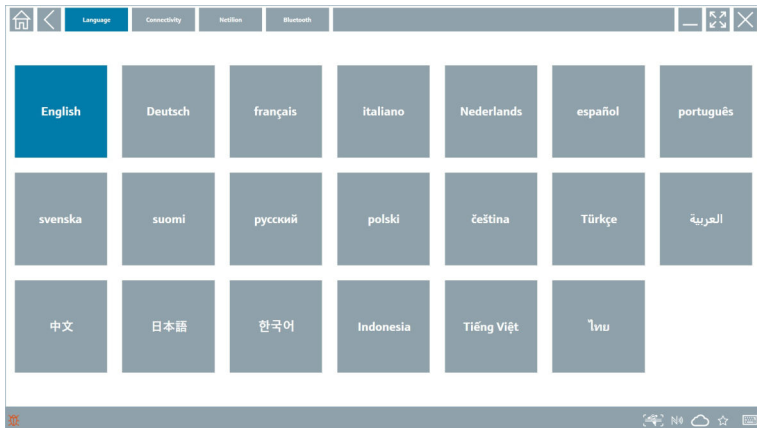 Language Connectivity Netilion Bluetooth
English Deutsch français italiano Nederlands español português
svenska suomi русский polski čeština Türkçe العربية
中文 日本語 한국어 Indonesia Tiếng Việt ไทย